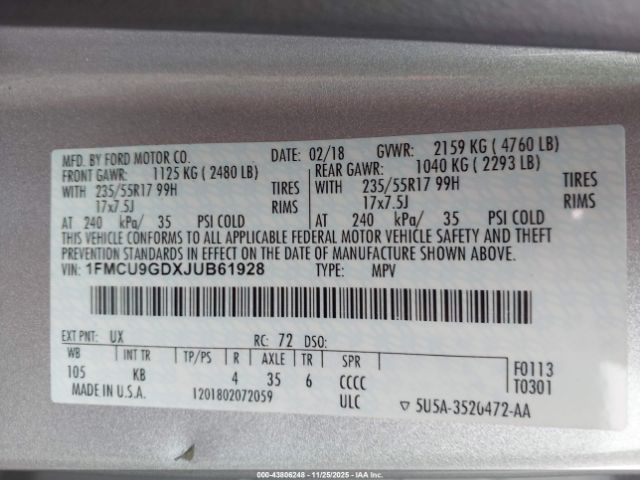 MFD. BY FORD MOTOR CO. DATE: 02/18 GVWR: 2159 KG ( 4760 LB)
FRONT GAWR: 1125 KG ( 2480 LB) REAR GAWR: 1040 KG ( 2293 LB)
WITH 235/55R17 99H TIRES WITH 235/55R17 99H TIRES
17x7.5J RIMS 17x7.5J RIMS
AT 240 kPa/ 35 PSI COLD AT 240 kPa/ 35 PSI COLD
THIS VEHICLE CONFORMS TO ALL APPLICABLE FEDERAL MOTOR VEHICLE SAFETY AND THEFT
PREVENTION STANDARDS IN EFFECT ON THE DATE OF MANUFACTURE SHOWN ABOVE.
VIN: 1FMCU9GDXJUB61928 TYPE: MPV
EXT PNT: UX RC: 72 DSO:
WB INT TR TP/PS R AXLE TR SPR
105 KB 4 35 6 CCCC
F0113
T0301
MADE IN U.S.A. 1201802072059 ULC 5U5A-3520472-AA
000-43806248 - 11/25/2025 - IAA, Inc.